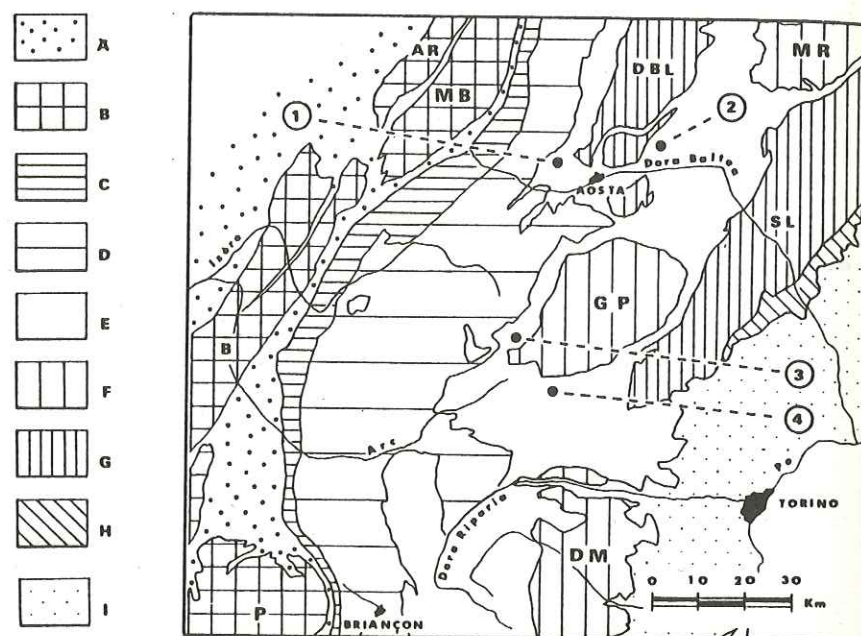 A
B
C
D
E
F
G
H
I
AR
MB
DBL
MR
1
2
Dora Baltea
AOSTA
Isère
SL
GP
B
3
4
Arc
Po
TORINO
Dora Riparia
DM
0 10 20 30
Km
P
BRIANÇON